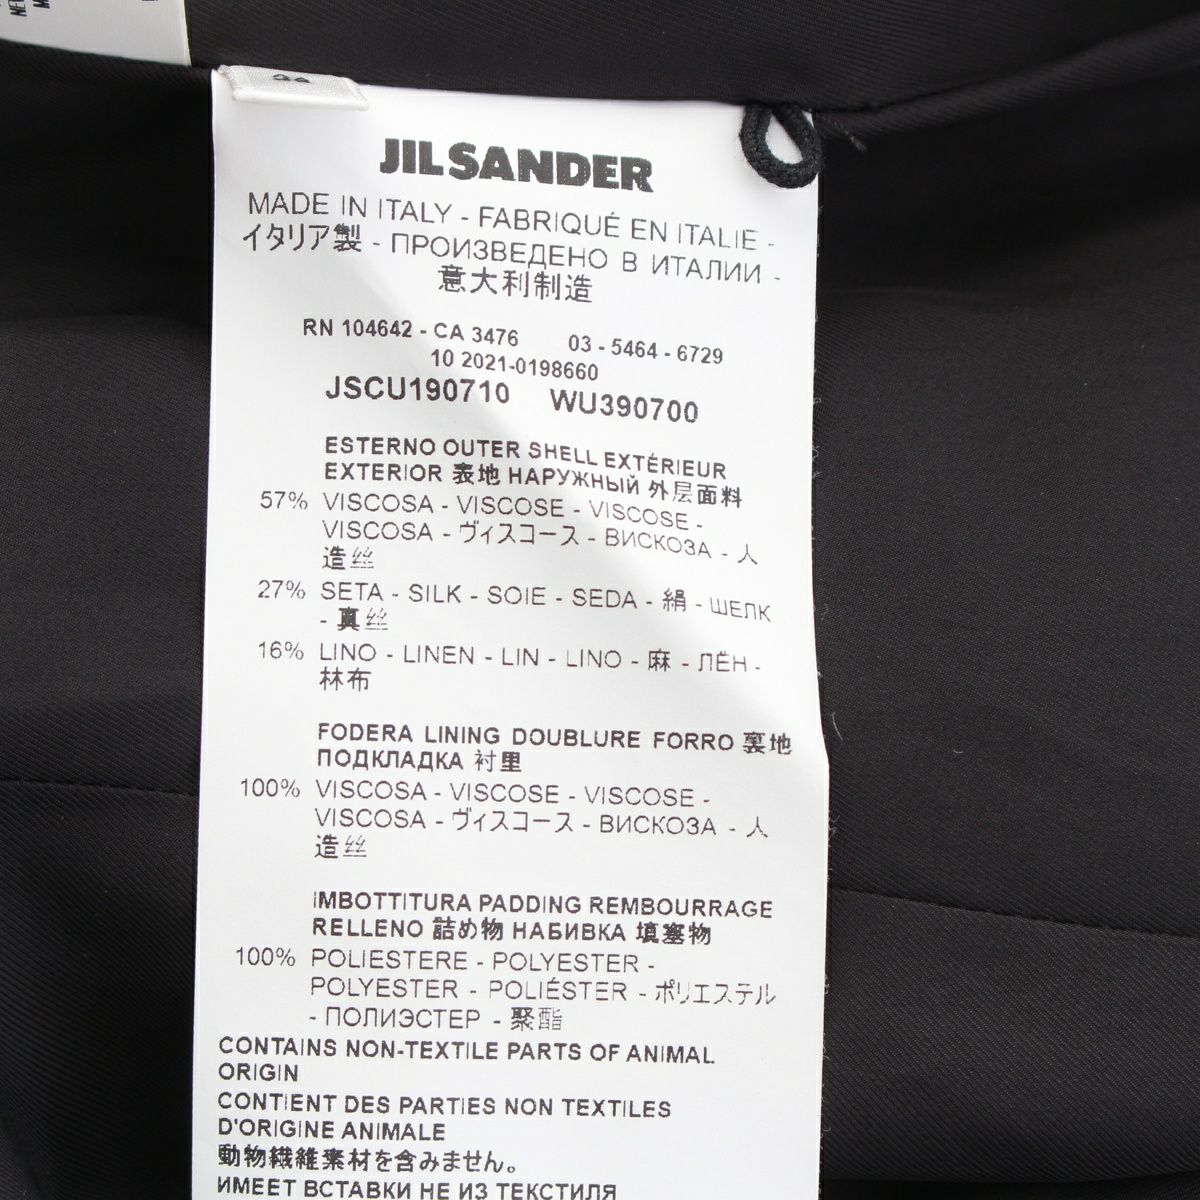 JIL SANDER
MADE IN ITALY - FABRIQUÉ EN ITALIE -
イタリア製 - ПРОИЗВЕДЕНО В ИТАЛИИ -
意大利制造
RN 104642 - CA 3476 03 - 5464 - 6729
10 2021-0198660
JSCU190710 WU390700
ESTERNO OUTER SHELL EXTÉRIEUR
EXTERIOR 表地 НАРУЖНЫЙ 外层面料
57% VISCOSA - VISCOSE - VISCOSE -
VISCOSA - ヴィスコース - ВИСКОЗА - 人
造丝
27% SETA - SILK - SOIE - SEDA - 絹 - ШЕЛК
- 真丝
16% LINO - LINEN - LIN - LINO - 麻 - ЛЁН -
林布
FODERA LINING DOUBLURE FORRO 裏地
ПОДКЛАДКА 衬里
100% VISCOSA - VISCOSE - VISCOSE -
VISCOSA - ヴィスコース - ВИСКОЗА - 人
造丝
IMBOTTITURA PADDING REMBOURRAGE
RELLENO 詰め物 НАБИВКА 填塞物
100% POLIESTERE - POLYESTER -
POLYESTER - POLIÉSTER - ポリエステル
- ПОЛИЭСТЕР - 聚酯
CONTAINS NON-TEXTILE PARTS OF ANIMAL
ORIGIN
CONTIENT DES PARTIES NON TEXTILES
D'ORIGINE ANIMALE
動物繊維素材を含みません。
ИМЕЕТ ВСТАВКИ НЕ ИЗ ТЕКСТИЛЯ